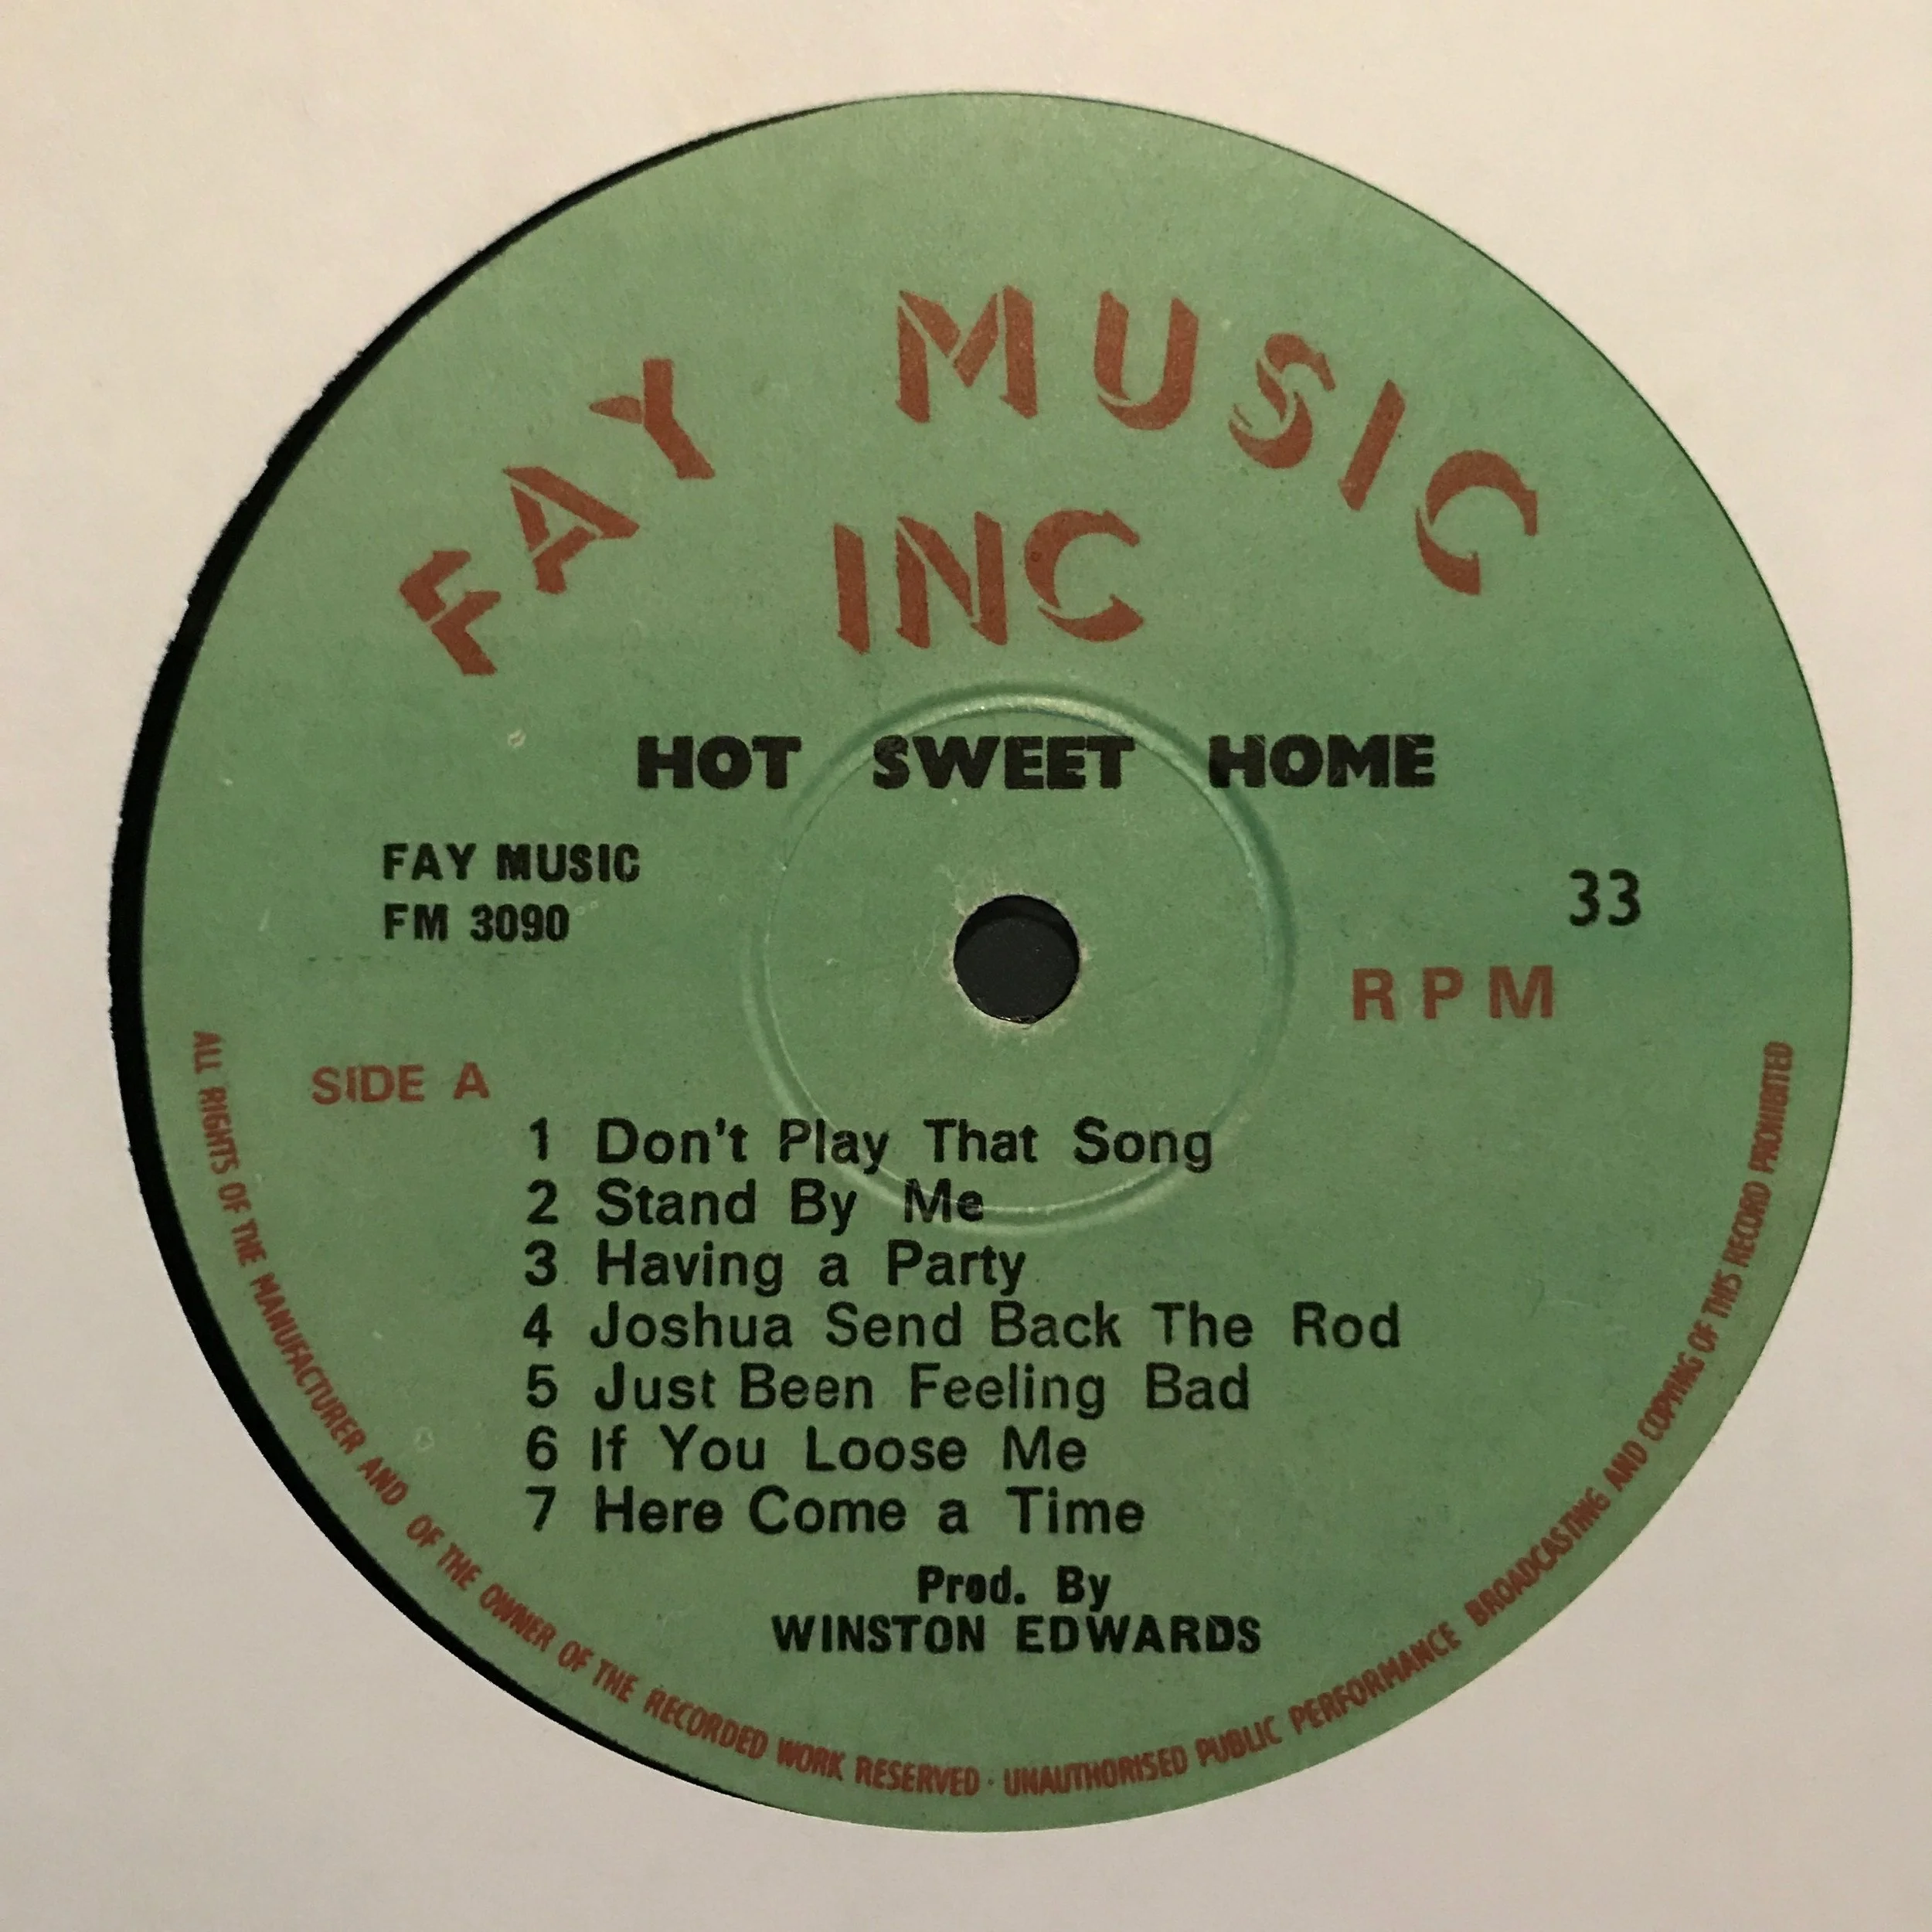 FAY MUSIC
INC
HOT SWEET HOME
FAY MUSIC
FM 3090
33
RPM
SIDE A
1 Don't Play That Song
2 Stand By Me
3 Having a Party
4 Joshua Send Back The Rod
5 Just Been Feeling Bad
6 If You Loose Me
7 Here Come a Time
Prod. By
WINSTON EDWARDS
ALL RIGHTS OF THE MANUFACTURER AND OF THE OWNER OF THE RECORDED WORK RESERVED · UNAUTHORISED PUBLIC PERFORMANCE BROADCASTING AND COPYING OF THIS RECORD PROHIBITED